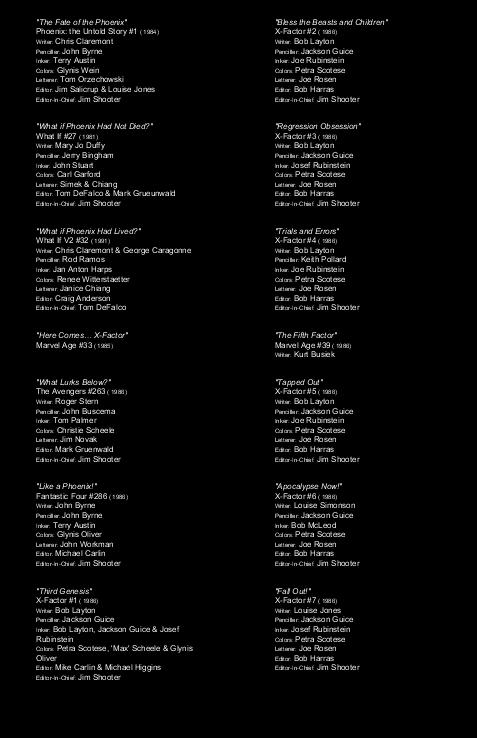 "The Fate of the Phoenix"
Phoenix: the Untold Story #1 (1984)
Writer: Chris Claremont
Penciller: John Byrne
Inker: Terry Austin
Colors: Glynis Wein
Letterer: Tom Orzechowski
Editor: Jim Salicrup & Louise Jones
Editor-In-Chief: Jim Shooter
"What if Phoenix Had Not Died?"
What If #27 (1981)
Writer: Mary Jo Duffy
Penciller: Jerry Bingham
Inker: John Stuart
Colors: Carl Garford
Letterer: Simek & Chiang
Editor: Tom DeFalco & Mark Grueunwald
Editor-In-Chief: Jim Shooter
"What if Phoenix Had Lived?"
What If V2 #32 (1991)
Writer: Chris Claremont & George Caragonne
Penciller: Rod Ramos
Inker: Jan Anton Harps
Colors: Renee Witterstaetter
Letterer: Janice Chiang
Editor: Craig Anderson
Editor-In-Chief: Tom DeFalco
"Here Comes... X-Factor"
Marvel Age #33 (1985)
"What Lurks Below?"
The Avengers #263 (1986)
Writer: Roger Stern
Penciller: John Buscema
Inker: Tom Palmer
Colors: Christie Scheele
Letterer: Jim Novak
Editor: Mark Gruenwald
Editor-In-Chief: Jim Shooter
"Like a Phoenix!"
Fantastic Four #286 (1986)
Writer: John Byrne
Penciller: John Byrne
Inker: Terry Austin
Colors: Glynis Oliver
Letterer: John Workman
Editor: Michael Carlin
Editor-In-Chief: Jim Shooter
"Third Genesis"
X-Factor #1 (1986)
Writer: Bob Layton
Penciller: Jackson Guice
Inker: Bob Layton, Jackson Guice & Josef
Rubinstein
Colors: Petra Scotese, 'Max' Scheele & Glynis
Oliver
Editor: Mike Carlin & Michael Higgins
Editor-In-Chief: Jim Shooter
"Bless the Beasts and Children"
X-Factor #2 (1986)
Writer: Bob Layton
Penciller: Jackson Guice
Inker: Joe Rubinstein
Colors: Petra Scotese
Letterer: Joe Rosen
Editor: Bob Harras
Editor-In-Chief: Jim Shooter
"Regression Obsession"
X-Factor #3 (1986)
Writer: Bob Layton
Penciller: Jackson Guice
Inker: Josef Rubinstein
Colors: Petra Scotese
Letterer: Joe Rosen
Editor: Bob Harras
Editor-In-Chief: Jim Shooter
"Trials and Errors"
X-Factor #4 (1986)
Writer: Bob Layton
Penciller: Keith Pollard
Inker: Joe Rubinstein
Colors: Petra Scotese
Letterer: Joe Rosen
Editor: Bob Harras
Editor-In-Chief: Jim Shooter
"The Fifth Factor"
Marvel Age #39 (1986)
Writer: Kurt Busiek
"Tapped Out"
X-Factor #5 (1986)
Writer: Bob Layton
Penciller: Jackson Guice
Inker: Joe Rubinstein
Colors: Petra Scotese
Letterer: Joe Rosen
Editor: Bob Harras
Editor-In-Chief: Jim Shooter
"Apocalypse Now!"
X-Factor #6 (1986)
Writer: Louise Simonson
Penciller: Jackson Guice
Inker: Bob McLeod
Colors: Petra Scotese
Letterer: Joe Rosen
Editor: Bob Harras
Editor-In-Chief: Jim Shooter
"Fall Out!"
X-Factor #7 (1986)
Writer: Louise Jones
Penciller: Jackson Guice
Inker: Josef Rubinstein
Colors: Petra Scotese
Letterer: Joe Rosen
Editor: Bob Harras
Editor-In-Chief: Jim Shooter